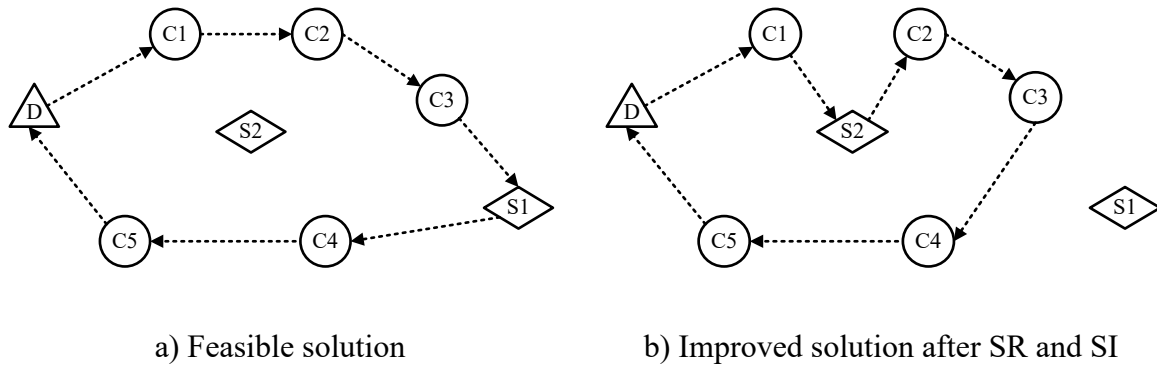 C1
C2
C3
D
S2
S1
C5
C4
a) Feasible solution
C1
C2
C3
D
S2
S1
C5
C4
b) Improved solution after SR and SI